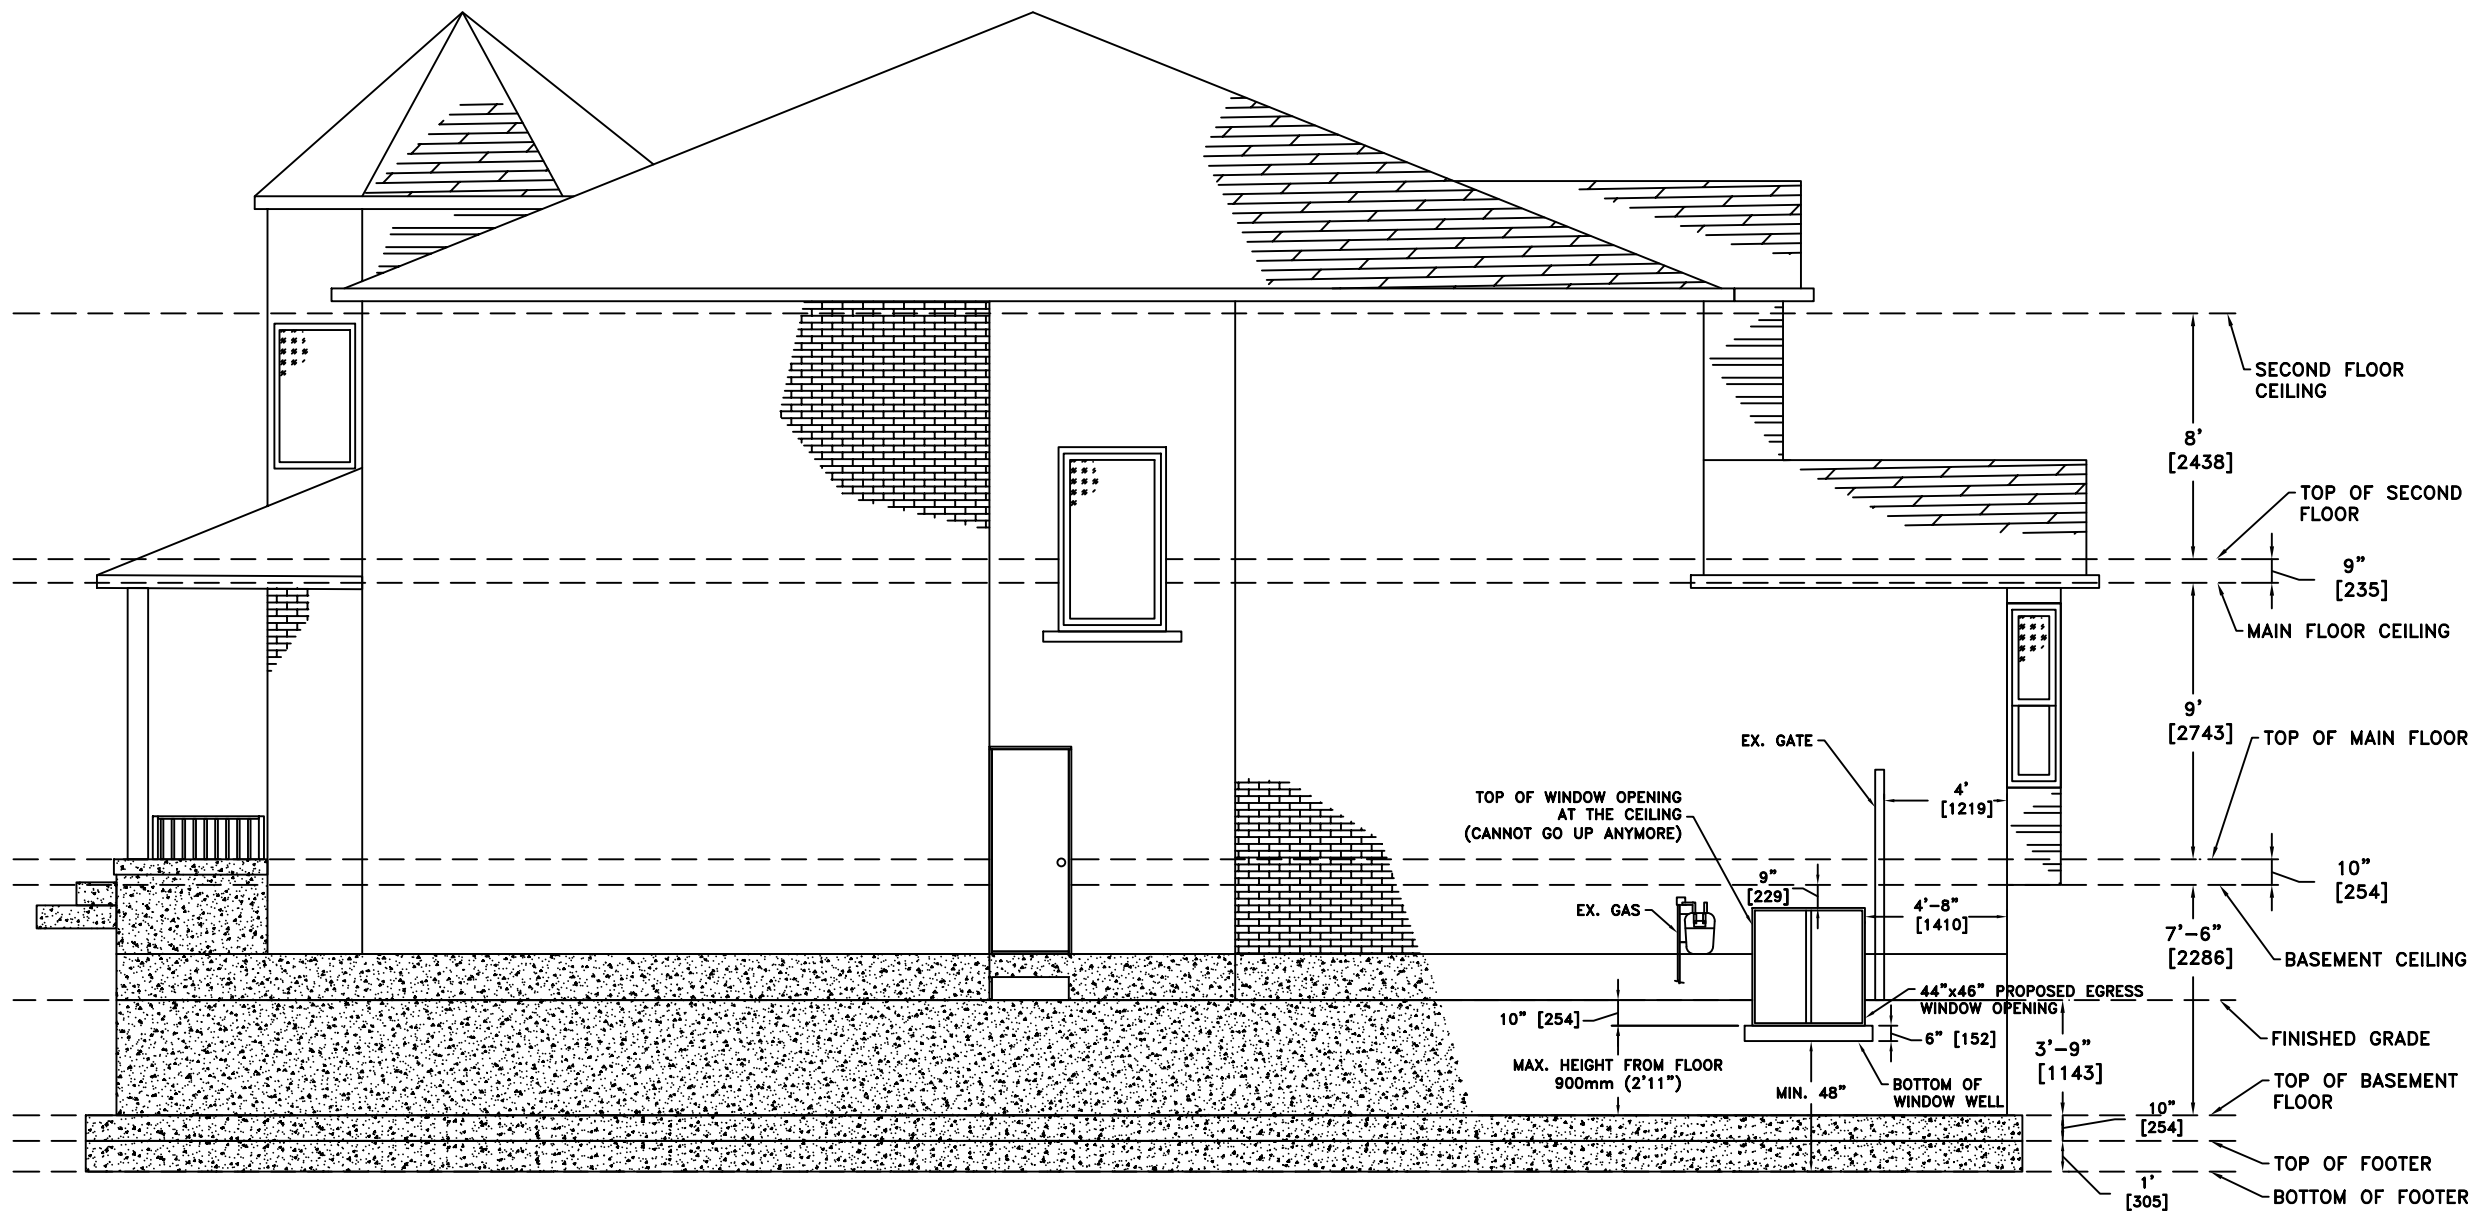 SECOND FLOOR
CEILING
8'
[2438]
TOP OF SECOND
FLOOR
9"
[235]
MAIN FLOOR CEILING
9'
[2743]
TOP OF MAIN FLOOR
EX. GATE
4'
[1219]
TOP OF WINDOW OPENING
AT THE CEILING
(CANNOT GO UP ANYMORE)
10"
[254]
9"
[229]
EX. GAS
4'-8"
[1410]
7'-6"
[2286]
BASEMENT CEILING
44"x46" PROPOSED EGRESS
WINDOW OPENING
10" [254]
6" [152]
FINISHED GRADE
3'-9"
[1143]
MAX. HEIGHT FROM FLOOR
900mm (2'11")
MIN. 48"
BOTTOM OF
WINDOW WELL
TOP OF BASEMENT
FLOOR
10"
[254]
TOP OF FOOTER
1'
[305]
BOTTOM OF FOOTER